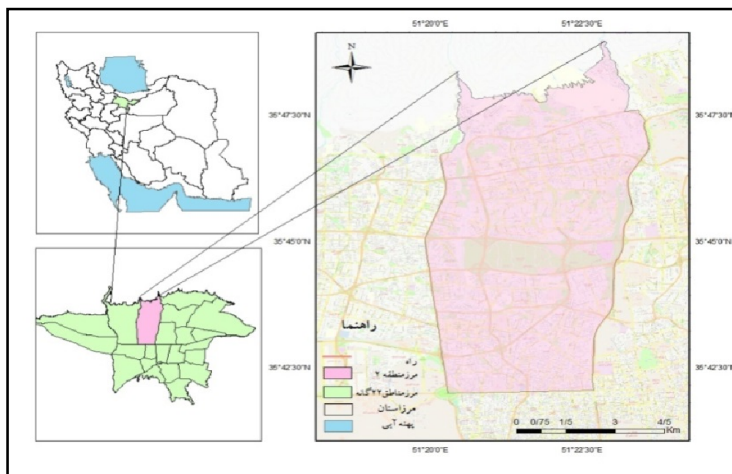 51°20'0"E 51°22'30"E
N
35°47'30"N 35°47'30"N
35°45'0"N 35°45'0"N
35°42'30"N 35°42'30"N
راهنما
راه
مرز منطقه ۲
مرز مناطق ۲۲ گانه
مرز استان
پهنه آبی
0 0/75 1/5 3 4/5
Km
51°20'0"E 51°22'30"E